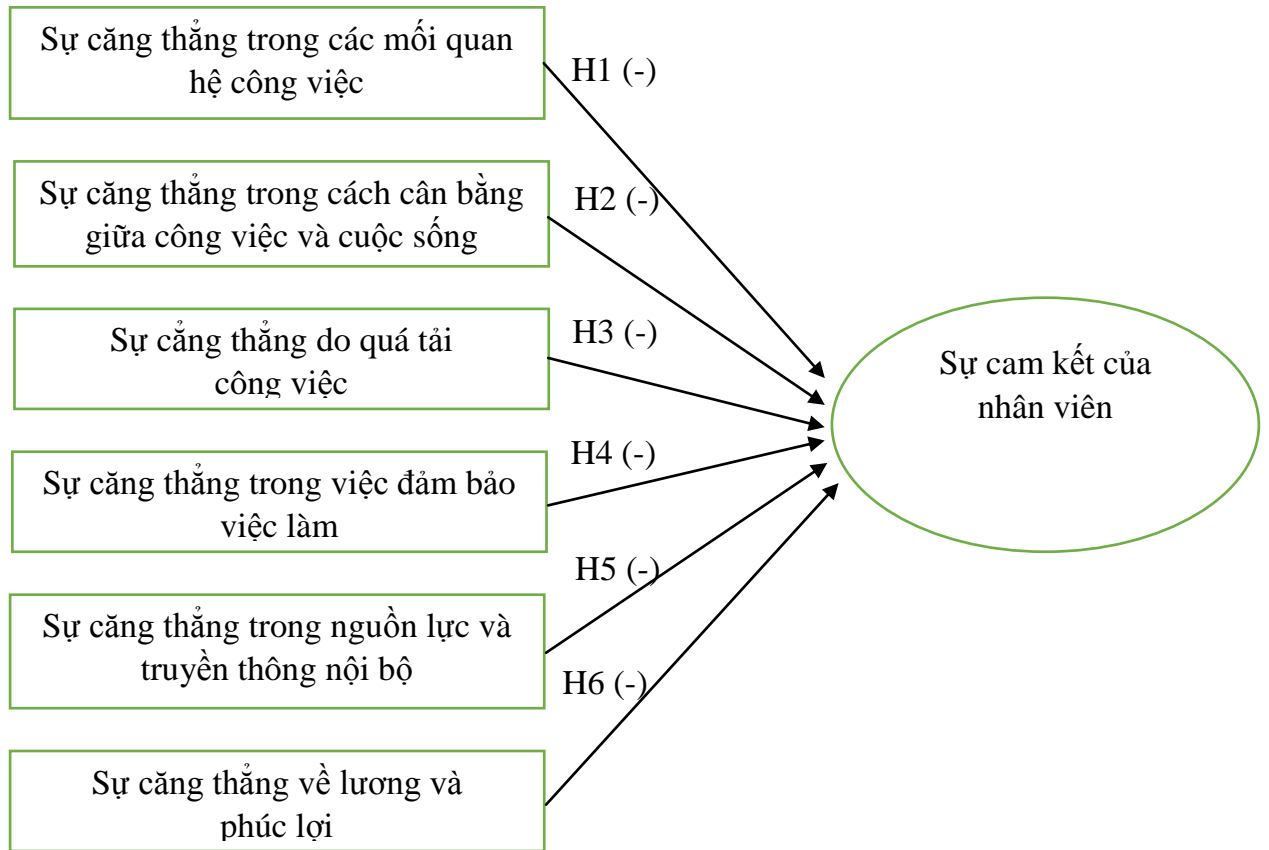 Sự căng thẳng trong các mối quan
hệ công việc
H1 (-)
Sự căng thẳng trong cách cân bằng
giữa công việc và cuộc sống
H2 (-)
Sự cẳng thẳng do quá tải
công việc
H3 (-)
Sự cam kết của
nhân viên
Sự căng thẳng trong việc đảm bảo
việc làm
H4 (-)
Sự căng thẳng trong nguồn lực và
truyền thông nội bộ
H5 (-)
Sự căng thẳng về lương và
phúc lợi
H6 (-)